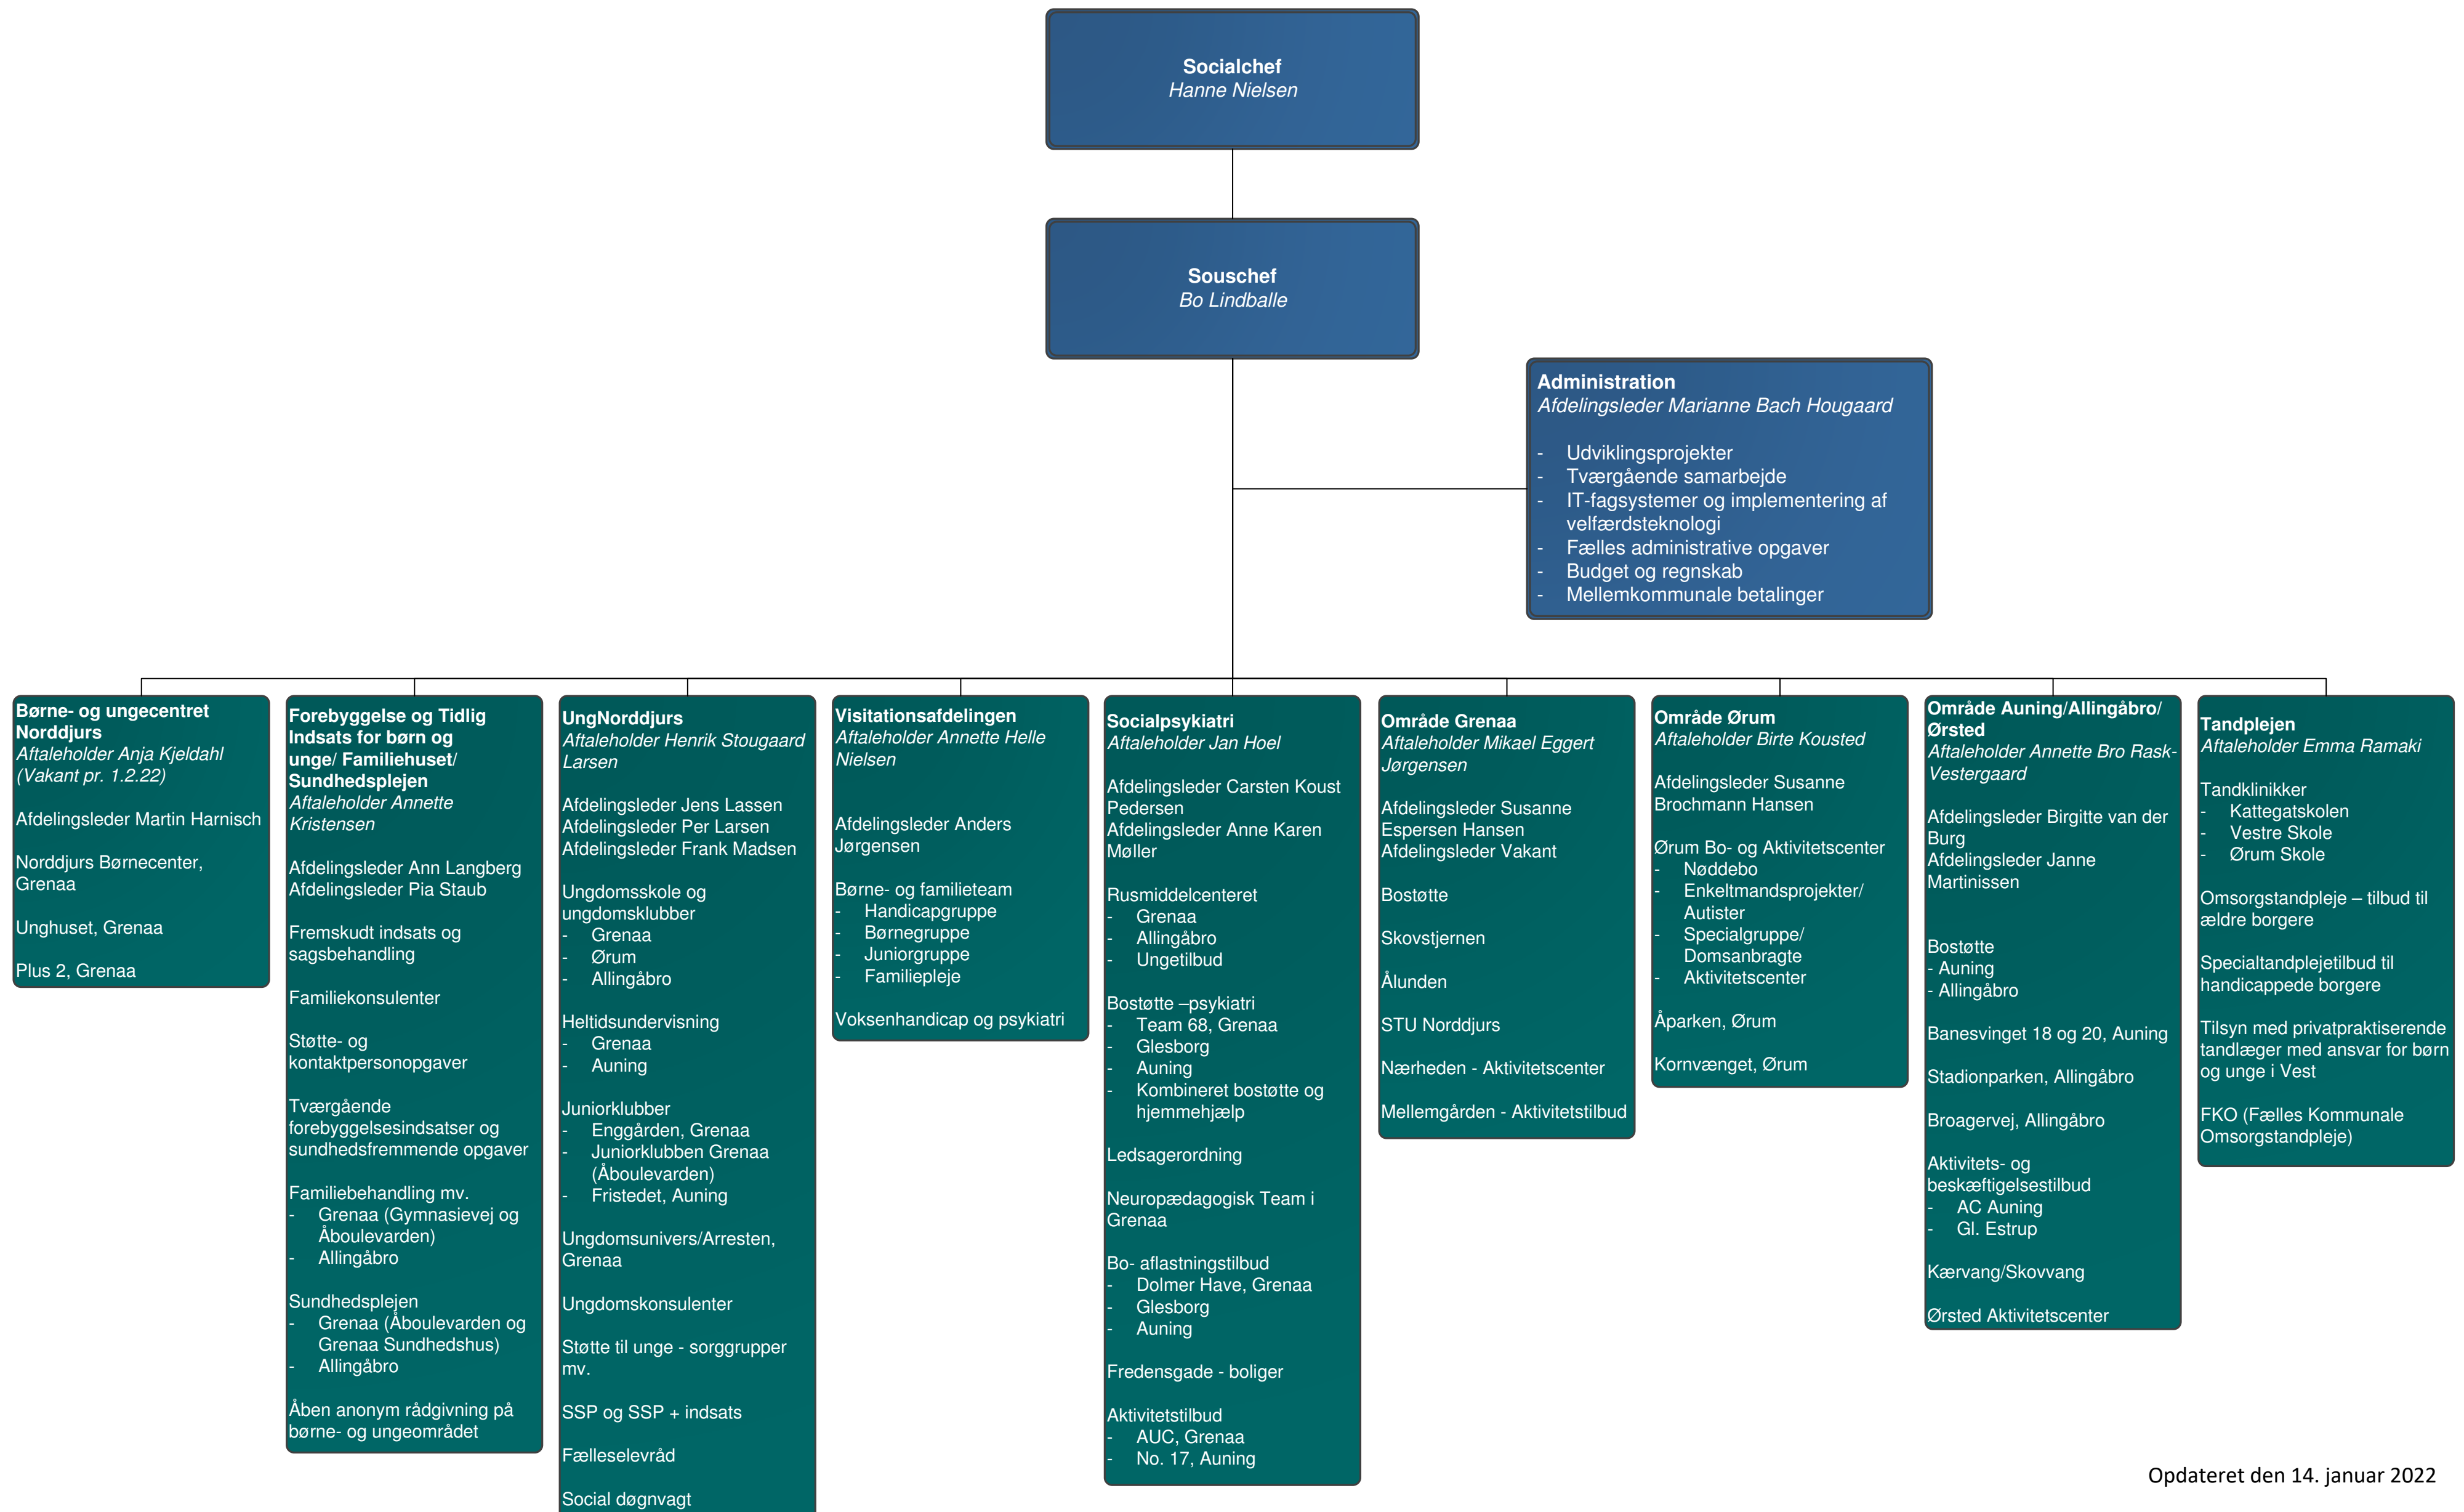 Socialchef
Hanne Nielsen
Souschef
Bo Lindballe
Administration
Afdelingsleder Marianne Bach Hougaard
- Udviklingsprojekter
- Tværgående samarbejde
- IT-fagsystemer og implementering af
velfærdsteknologi
- Fælles administrative opgaver
- Budget og regnskab
- Mellemkommunale betalinger
Børne- og ungecentret
Norddjurs
Aftaleholder Anja Kjeldahl
(Vakant pr. 1.2.22)
Afdelingsleder Martin Harnisch
Norddjurs Børnecenter,
Grenaa
Unghuset, Grenaa
Plus 2, Grenaa
Forebyggelse og Tidlig
Indsats for børn og
unge/ Familiehuset/
Sundhedsplejen
Aftaleholder Annette
Kristensen
Afdelingsleder Ann Langberg
Afdelingsleder Pia Staub
Fremskudt indsats og
sagsbehandling
Familiekonsulenter
Støtte- og
kontaktpersonopgaver
Tværgående
forebyggelsesindsatser og
sundhedsfremmende opgaver
Familiebehandling mv.
- Grenaa (Gymnasievej og
Åboulevarden)
- Allingåbro
Sundhedsplejen
- Grenaa (Åboulevarden og
Grenaa Sundhedshus)
- Allingåbro
Åben anonym rådgivning på
børne- og ungeområdet
UngNorddjurs
Aftaleholder Henrik Stougaard
Larsen
Afdelingsleder Jens Lassen
Afdelingsleder Per Larsen
Afdelingsleder Frank Madsen
Ungdomsskole og
ungdomsklubber
- Grenaa
- Ørum
- Allingåbro
Heltidsundervisning
- Grenaa
- Auning
Juniorklubber
- Enggården, Grenaa
- Juniorklubben Grenaa
(Åboulevarden)
- Fristedet, Auning
Ungdomsunivers/Arresten,
Grenaa
Ungdomskonsulenter
Støtte til unge - sorggrupper
mv.
SSP og SSP + indsats
Fælleselevråd
Social døgnvagt
Visitationsafdelingen
Aftaleholder Annette Helle
Nielsen
Afdelingsleder Anders
Jørgensen
Børne- og familieteam
- Handicapgruppe
- Børnegruppe
- Juniorgruppe
- Familiepleje
Voksenhandicap og psykiatri
Socialpsykiatri
Aftaleholder Jan Hoel
Afdelingsleder Carsten Koust
Pedersen
Afdelingsleder Anne Karen
Møller
Rusmiddelcenteret
- Grenaa
- Allingåbro
- Ungetilbud
Bostøtte –psykiatri
- Team 68, Grenaa
- Glesborg
- Auning
- Kombineret bostøtte og
hjemmehjælp
Ledsagerordning
Neuropædagogisk Team i
Grenaa
Bo- aflastningstilbud
- Dolmer Have, Grenaa
- Glesborg
- Auning
Fredensgade - boliger
Aktivitetstilbud
- AUC, Grenaa
- No. 17, Auning
Område Grenaa
Aftaleholder Mikael Eggert
Jørgensen
Afdelingsleder Susanne
Espersen Hansen
Afdelingsleder Vakant
Bostøtte
Skovstjernen
Ålunden
STU Norddjurs
Nærheden - Aktivitetscenter
Mellemgården - Aktivitetstilbud
Område Ørum
Aftaleholder Birte Kousted
Afdelingsleder Susanne
Brochmann Hansen
Ørum Bo- og Aktivitetscenter
- Nøddebo
- Enkeltmandsprojekter/
Autister
- Specialgruppe/
Domsanbragte
- Aktivitetscenter
Åparken, Ørum
Kornvænget, Ørum
Område Auning/Allingåbro/
Ørsted
Aftaleholder Annette Bro Rask-
Vestergaard
Afdelingsleder Birgitte van der
Burg
Afdelingsleder Janne
Martinissen
Bostøtte
- Auning
- Allingåbro
Banesvinget 18 og 20, Auning
Stadionparken, Allingåbro
Broagervej, Allingåbro
Aktivitets- og
beskæftigelsestilbud
- AC Auning
- Gl. Estrup
Kærvang/Skovvang
Ørsted Aktivitetscenter
Tandplejen
Aftaleholder Emma Ramaki
Tandklinikker
- Kattegatskolen
- Vestre Skole
- Ørum Skole
Omsorgstandpleje – tilbud til
ældre borgere
Specialtandplejetilbud til
handicappede borgere
Tilsyn med privatpraktiserende
tandlæger med ansvar for børn
og unge i Vest
FKO (Fælles Kommunale
Omsorgstandpleje)
Opdateret den 14. januar 2022